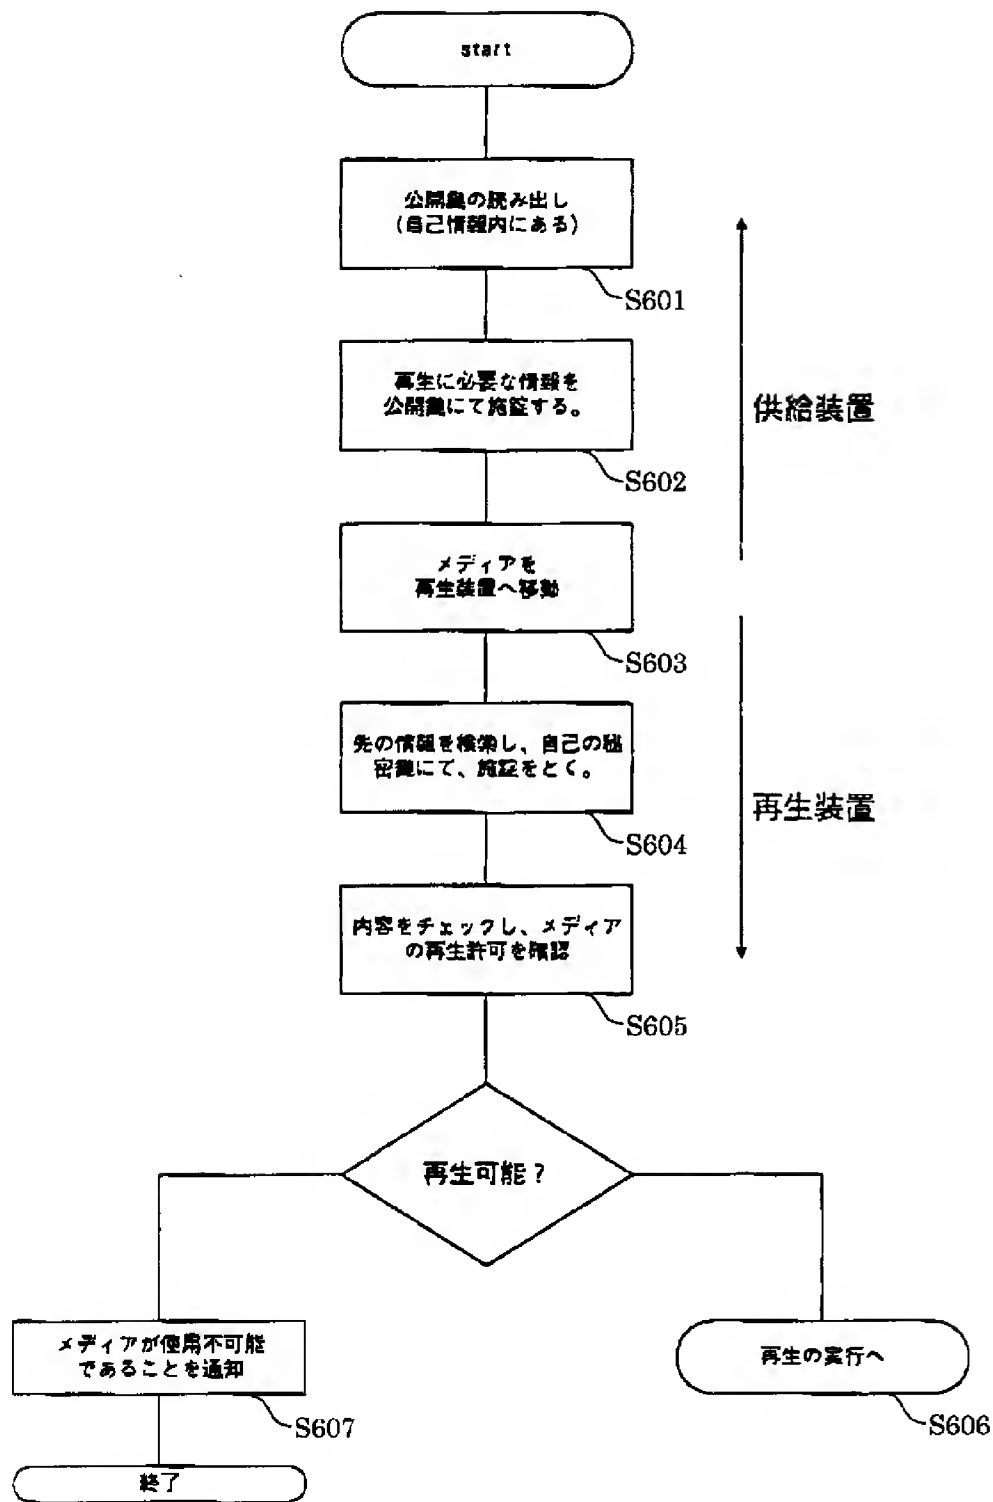 start
公開鍵の読み出し
(自己情報内にある)
S601
再生に必要な情報を
公開鍵にて施錠する。
S602
供給装置
メディアを
再生装置へ移動
S603
先の情報を検索し、自己の秘
密鍵にて、施錠をとく。
S604
再生装置
内容をチェックし、メディア
の再生許可を確認
S605
再生可能?
メディアが使用不可能
であることを通知
S607
再生の実行へ
S606
終了